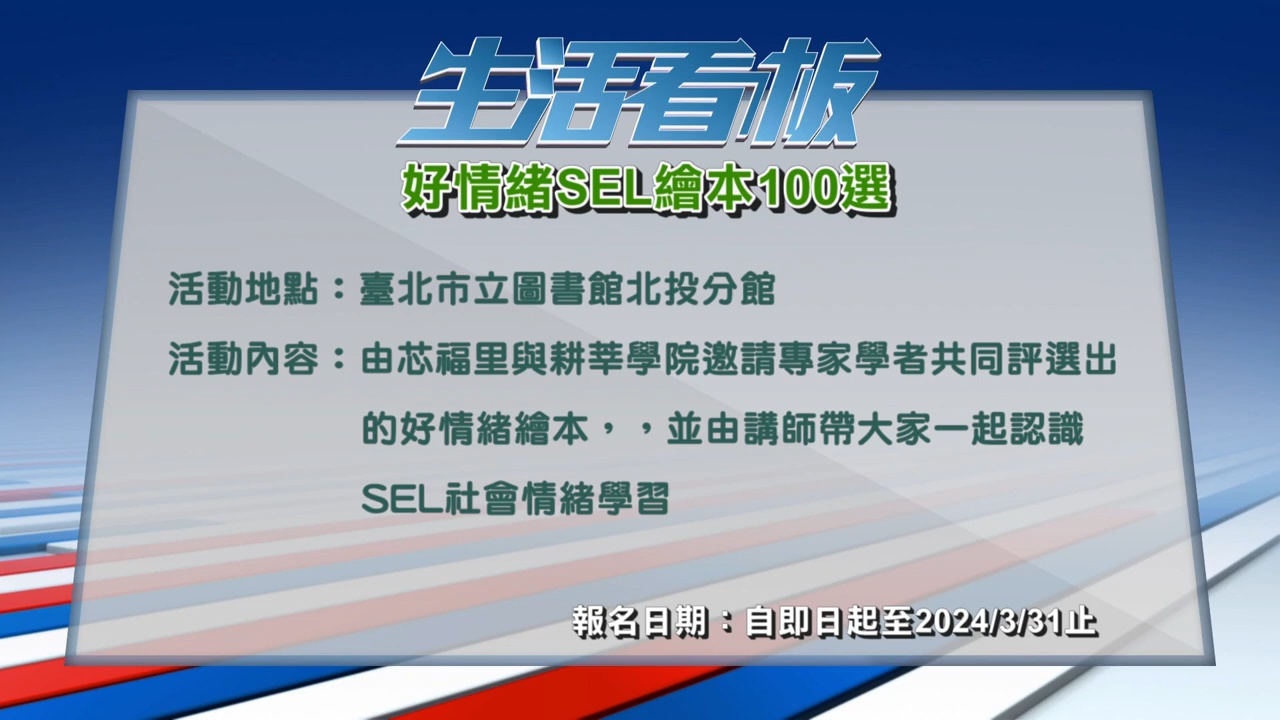 生活看板
好情緒SEL繪本100選
活動地點：臺北市立圖書館北投分館
活動內容：由芯福里與耕莘學院邀請專家學者共同評選出
的好情緒繪本，，並由講師帶大家一起認識
SEL社會情緒學習
報名日期：自即日起至2024/3/31止